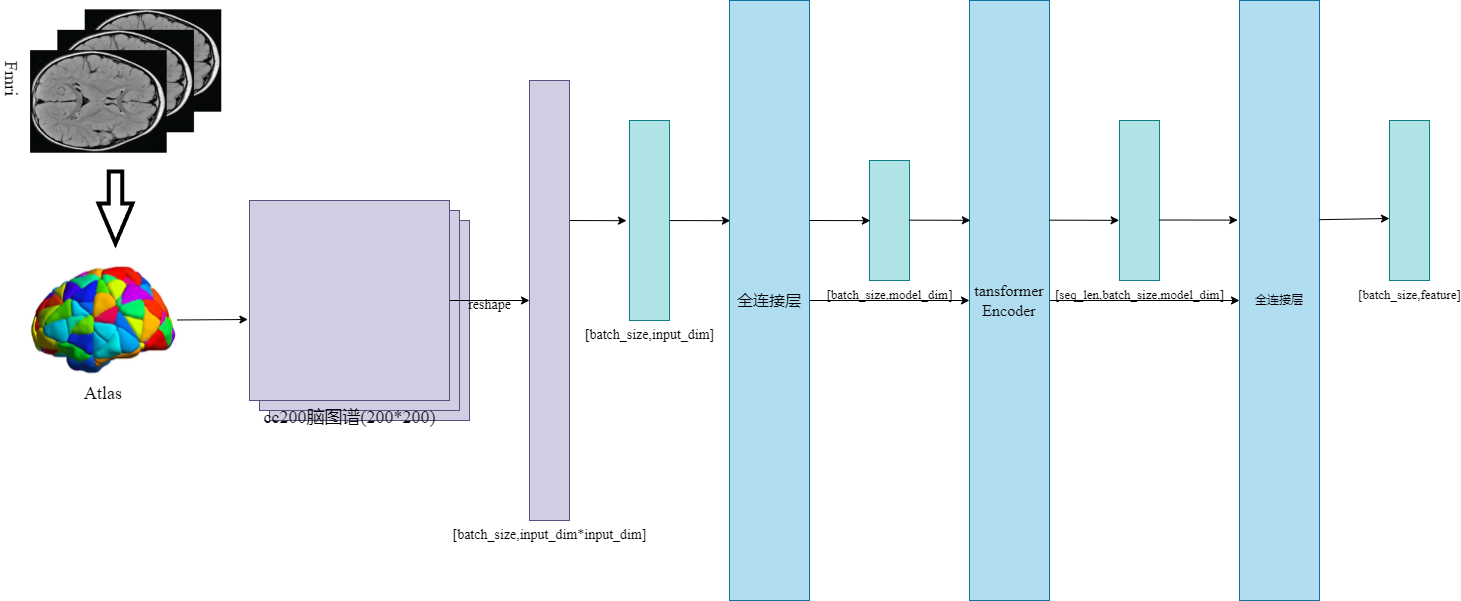 Fmri
Atlas
cc200脑图谱(200*200)
reshape
[batch_size,input_dim*input_dim]
[batch_size,input_dim]
全连接层
[batch_size,model_dim]
tansformer
Encoder
[seq_len,batch_size,model_dim]
全连接层
[batch_size,feature]